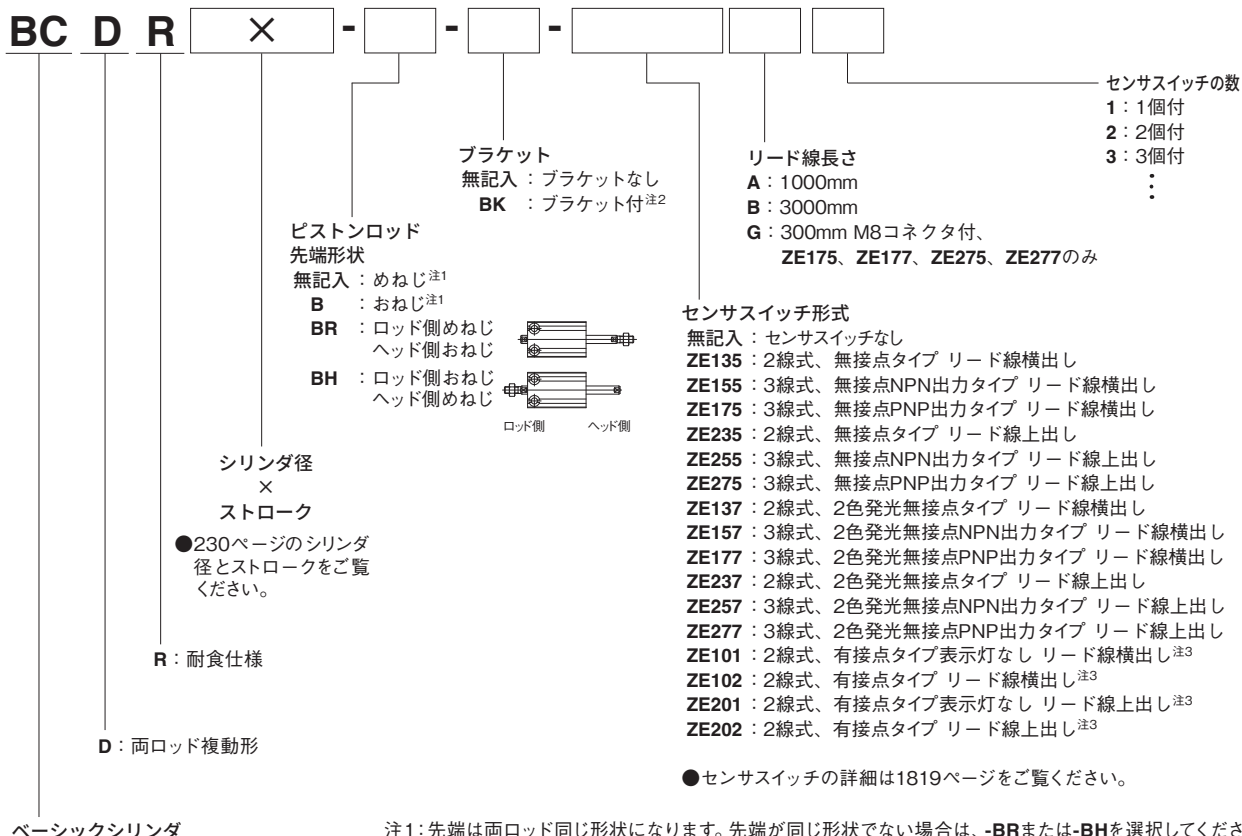 BC D R × - - -
センサスイッチの数
1：1個付
2：2個付
3：3個付
⋮
リード線長さ
A：1000mm
B：3000mm
G：300mm M8コネクタ付、
ZE175、ZE177、ZE275、ZE277のみ
ブラケット
無記入：ブラケットなし
BK：ブラケット付注2
ピストンロッド
先端形状
無記入：めねじ注1
B：おねじ注1
BR：ロッド側めねじ
ヘッド側おねじ
BH：ロッド側おねじ
ヘッド側めねじ
ロッド側 ヘッド側
センサスイッチ形式
無記入：センサスイッチなし
ZE135：2線式、無接点タイプ リード線横出し
ZE155：3線式、無接点NPN出力タイプ リード線横出し
ZE175：3線式、無接点PNP出力タイプ リード線横出し
ZE235：2線式、無接点タイプ リード線上出し
ZE255：3線式、無接点NPN出力タイプ リード線上出し
ZE275：3線式、無接点PNP出力タイプ リード線上出し
ZE137：2線式、2色発光無接点タイプ リード線横出し
ZE157：3線式、2色発光無接点NPN出力タイプ リード線横出し
ZE177：3線式、2色発光無接点PNP出力タイプ リード線横出し
ZE237：2線式、2色発光無接点タイプ リード線上出し
ZE257：3線式、2色発光無接点NPN出力タイプ リード線上出し
ZE277：3線式、2色発光無接点PNP出力タイプ リード線上出し
ZE101：2線式、有接点タイプ表示灯なし リード線横出し注3
ZE102：2線式、有接点タイプ リード線横出し注3
ZE201：2線式、有接点タイプ表示灯なし リード線上出し注3
ZE202：2線式、有接点タイプ リード線上出し注3
●センサスイッチの詳細は1819ページをご覧ください。
シリンダ径
×
ストローク
●230ページのシリンダ
径とストロークをご覧
ください。
R：耐食仕様
D：両ロッド複動形
ベーシックシリンダ
注1：先端は両ロッド同じ形状になります。先端が同じ形状でない場合は、-BRまたは-BHを選択してくださ